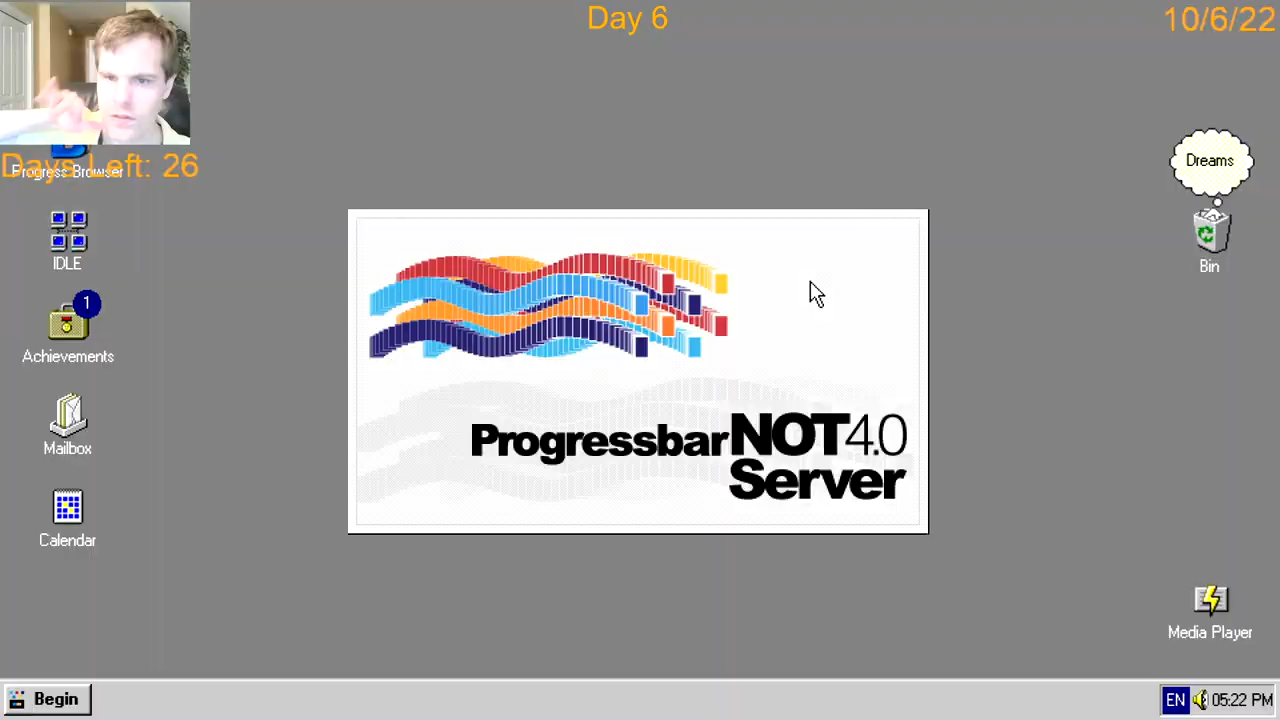 Day 6
10/6/22
Days Left: 26
Progress Browser
Dreams
IDLE
Bin
1
Achievements
Mailbox
ProgressbarNOT4.0
Server
Calendar
Media Player
Begin
EN
05:22 PM